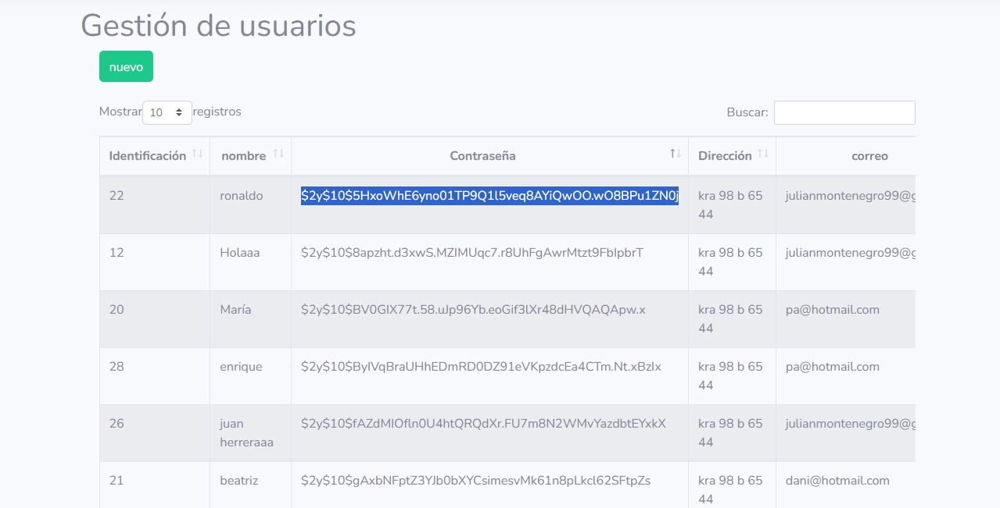 Gestión de usuarios
nuevo
Mostrar 10 registros
Buscar:
Identificación nombre Contraseña Dirección correo
22 ronaldo $2y$10$5HxoWhE6yno01TP9Q1l5veq8AYiQwOO.wO8BPu1ZN0j kra 98 b 65 julianmontenegro99@g
44
12 Holaaa $2y$10$8apzht.d3xwS.MZIMUqc7.r8UhFgAwrMtzt9FbIpbrT kra 98 b 65 julianmontenegro99@g
44
20 María $2y$10$BV0GIX77t.58.uJp96Yb.eoGif3lXr48dHVQAQApw.x kra 98 b 65 pa@hotmail.com
44
28 enrique $2y$10$ByIVqBraUHhEDmRD0DZ91eVKpzdcEa4CTm.Nt.xBzIx kra 98 b 65 pa@hotmail.com
44
26 juan $2y$10$fAZdMIOfln0U4htQRQdXr.FU7m8N2WMvYazdbtEYxkX kra 98 b 65 julianmontenegro99@g
herreraaa 44
21 beatriz $2y$10$gAxbNFptZ3YJb0bXYCsimesvMk61n8pLkcl62SFtpZs kra 98 b 65 dani@hotmail.com
44